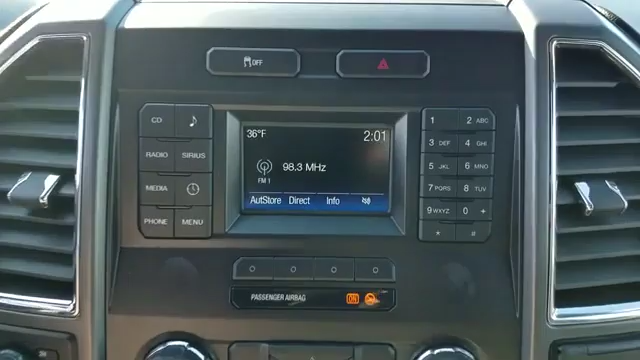 OFF
CD
RADIO SIRIUS
MEDIA
PHONE MENU
36°F 2:01
98.3 MHz
FM 1
AutoStore Direct Info
1 2 ABC
3 DEF 4 GHI
5 JKL 6 MNO
7 PQRS 8 TUV
9 WXYZ 0 +
* #
PASSENGER AIRBAG ON